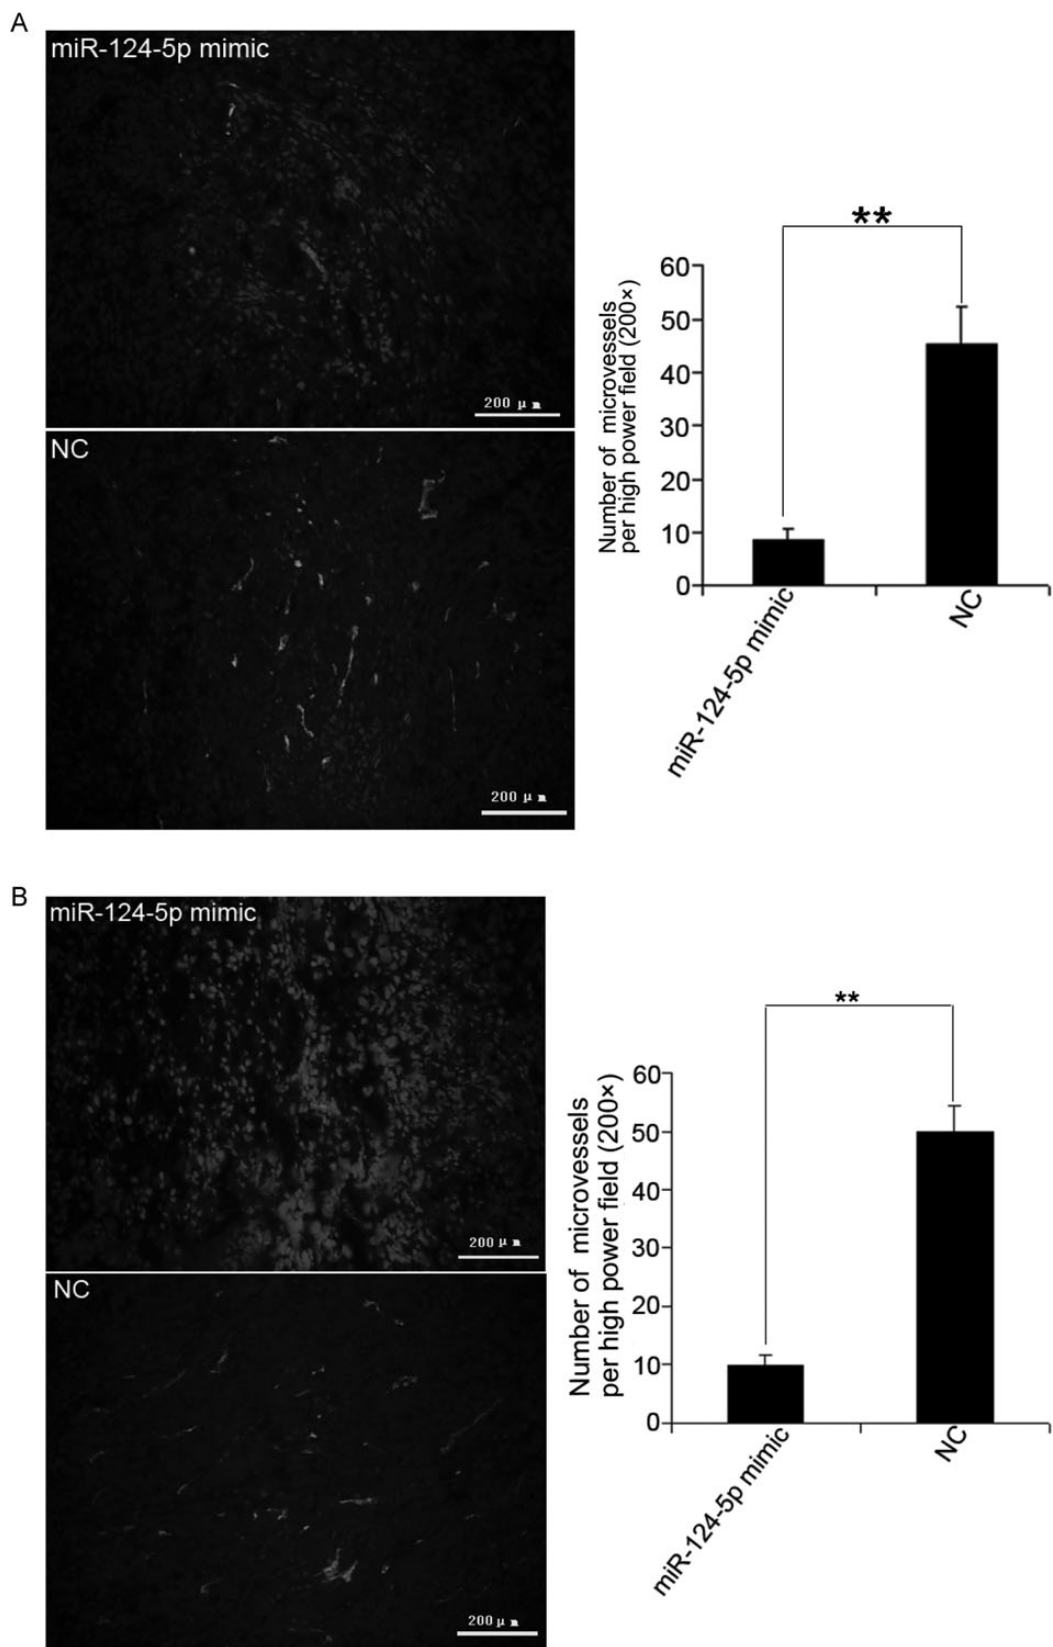 A
miR-124-5p mimic
200 μm
NC
200 μm
**
Number of microvessels
per high power field (200×)
60
50
40
30
20
10
0
miR-124-5p mimic
NC
B
miR-124-5p mimic
200 μm
NC
200 μm
**
Number of microvessels
per high power field (200×)
60
50
40
30
20
10
0
miR-124-5p mimic
NC